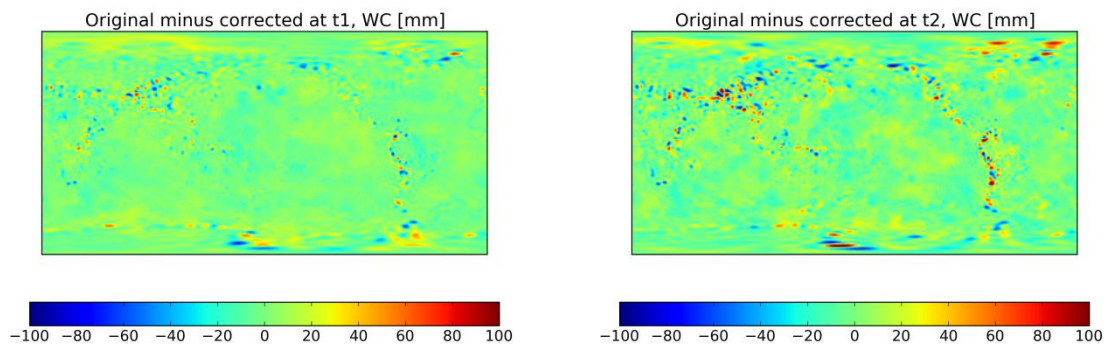 Original minus corrected at t1, WC [mm]
Original minus corrected at t2, WC [mm]
−100 −80 −60 −40 −20 0 20 40 60 80 100
−100 −80 −60 −40 −20 0 20 40 60 80 100